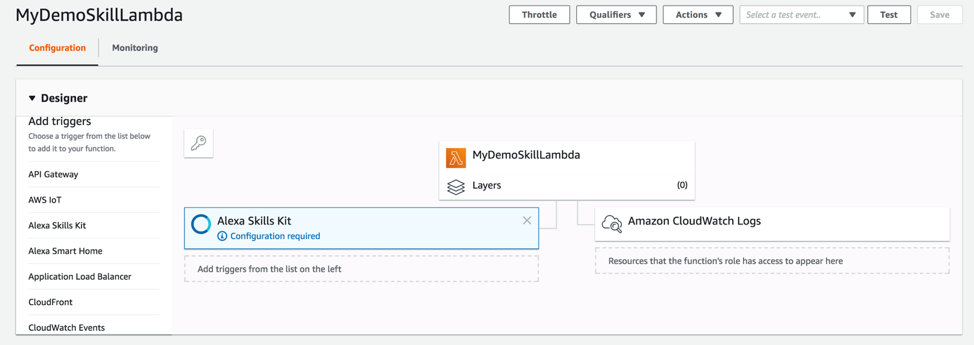 MyDemoSkillLambda
Throttle
Qualifiers
Actions
Select a test event..
Test
Save
Configuration
Monitoring
Designer
Add triggers
Choose a trigger from the list below
to add it to your function.
API Gateway
AWS IoT
Alexa Skills Kit
Alexa Smart Home
Application Load Balancer
CloudFront
CloudWatch Events
MyDemoSkillLambda
Layers
(0)
Alexa Skills Kit
Configuration required
Add triggers from the list on the left
Amazon CloudWatch Logs
Resources that the function's role has access to appear here